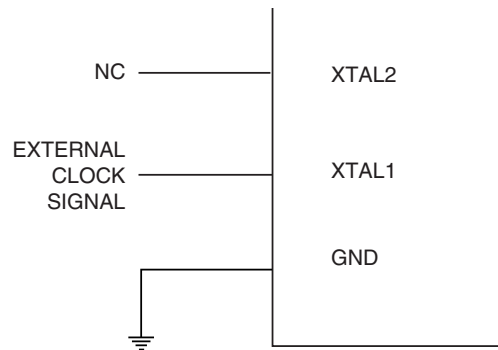 NC
XTAL2
EXTERNAL
CLOCK
SIGNAL
XTAL1
GND